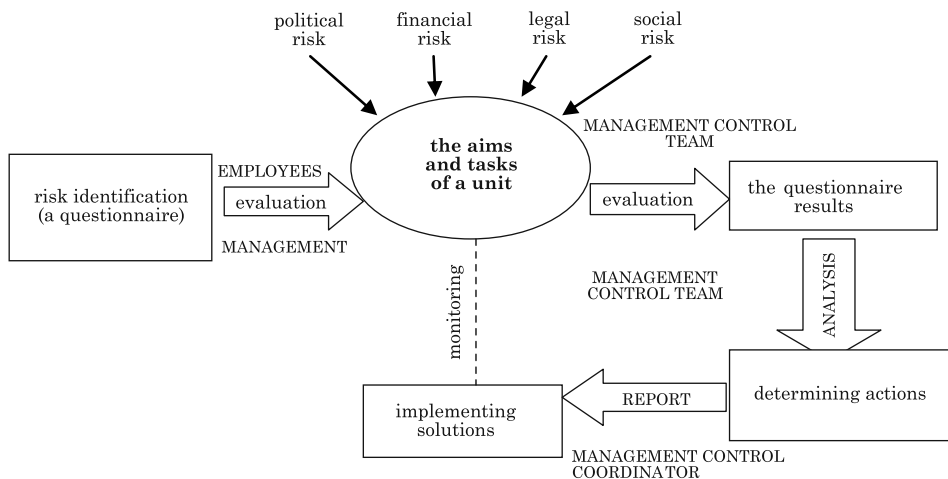 political
risk
financial
risk
legal
risk
social
risk
the aims
and tasks
of a unit
MANAGEMENT CONTROL
TEAM
risk identification
(a questionnaire)
EMPLOYEES
evaluation
MANAGEMENT
evaluation
the questionnaire
results
monitoring
MANAGEMENT
CONTROL TEAM
ANALYSIS
implementing
solutions
REPORT
determining actions
MANAGEMENT CONTROL
COORDINATOR